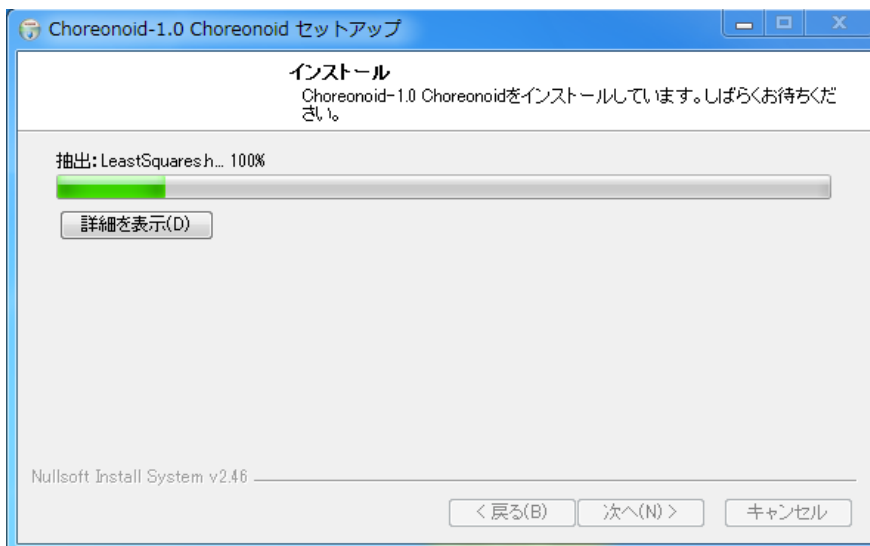 Choreonoid-1.0 Choreonoid セットアップ
インストール
Choreonoid-1.0 Choreonoidをインストールしています。しばらくお待ちくだ
さい。
抽出: LeastSquares.h... 100%
詳細を表示(D)
Nullsoft Install System v2.46
< 戻る(B)
次へ(N) >
キャンセル